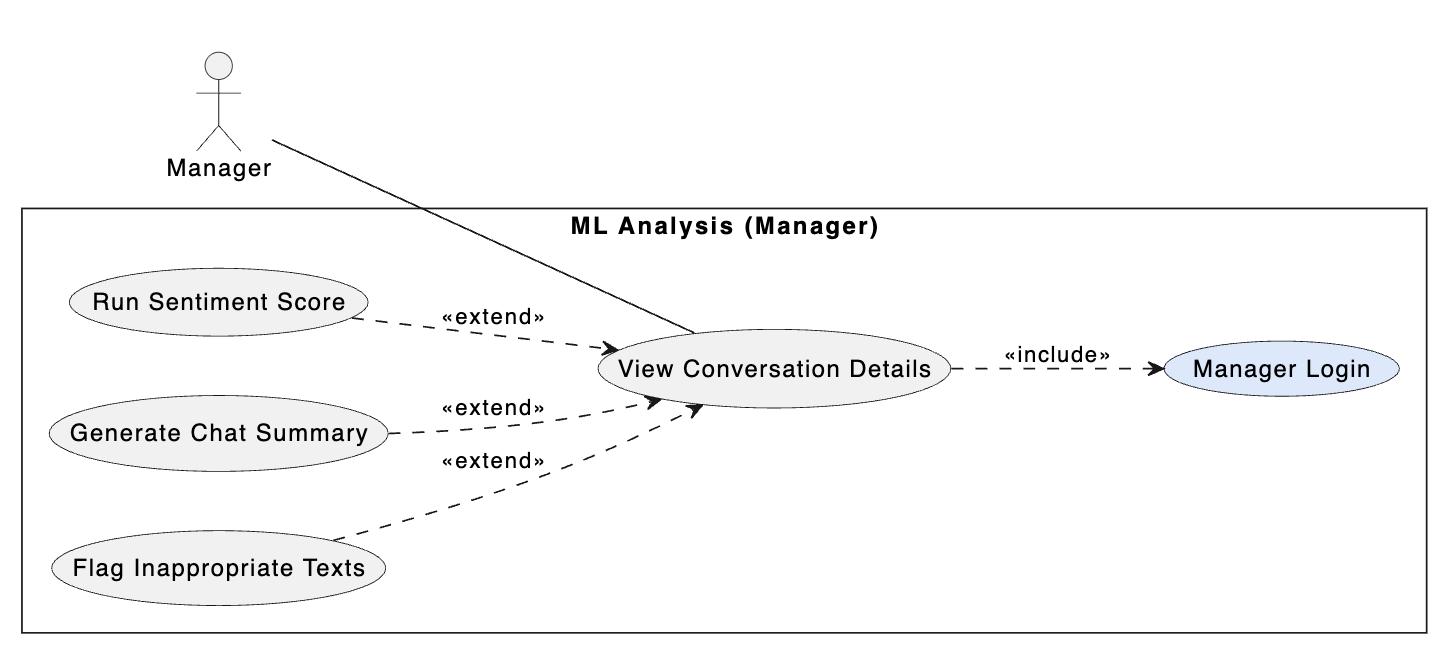 Manager
ML Analysis (Manager)
Run Sentiment Score
«extend»
View Conversation Details
«include»
Manager Login
Generate Chat Summary
«extend»
«extend»
Flag Inappropriate Texts